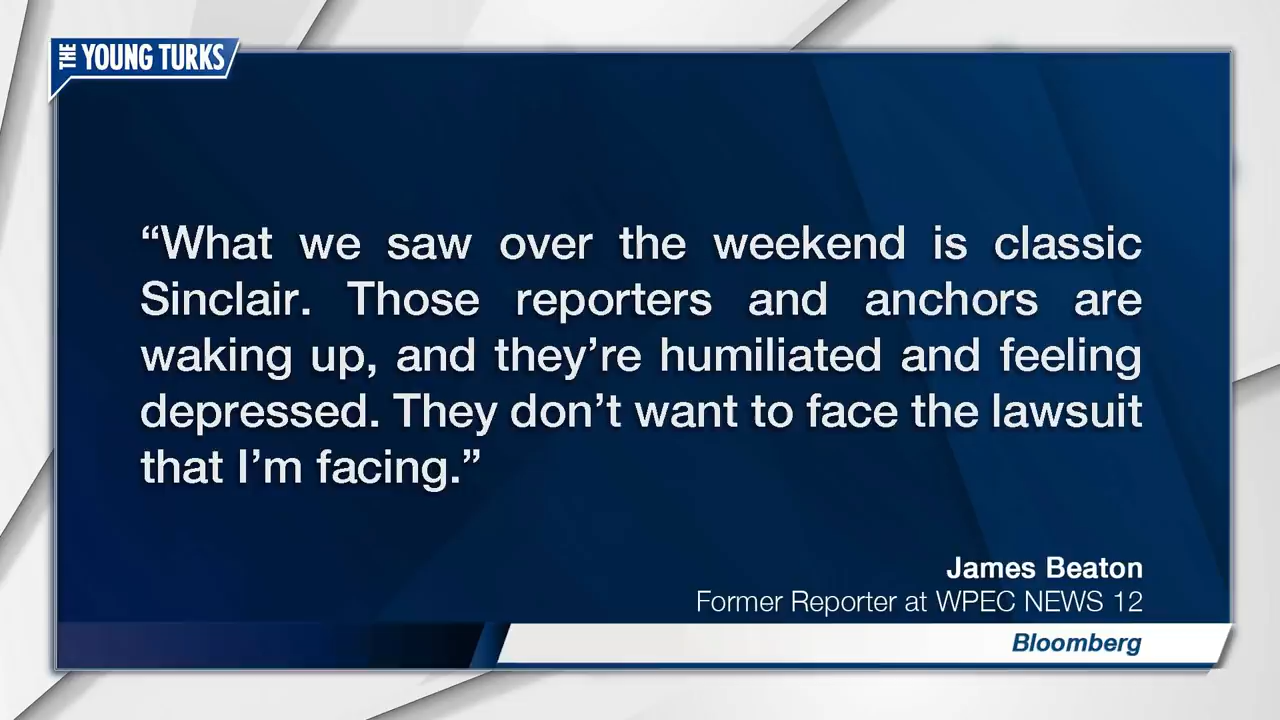 THE YOUNG TURKS
“What we saw over the weekend is classic
Sinclair. Those reporters and anchors are
waking up, and they’re humiliated and feeling
depressed. They don’t want to face the lawsuit
that I’m facing.”
James Beaton
Former Reporter at WPEC NEWS 12
Bloomberg